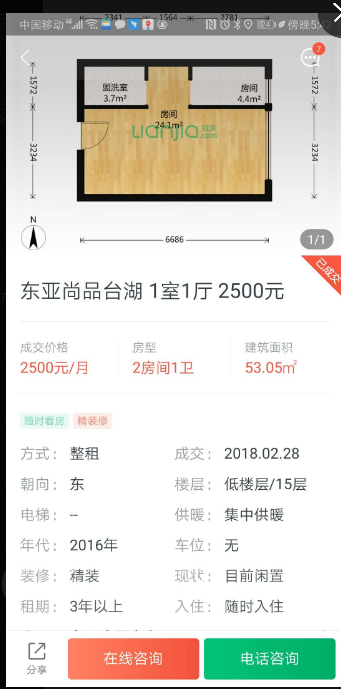 中国移动 傍晚5:
2341 1564 2781
7
1572 盥洗室 3.7m² 房间 4.4m² 1572
房间
24.1m²
Lianjia 链家 .com
3234 3234
N
6686
1/1
已成交
东亚尚品台湖 1室1厅 2500元
成交价格 房型 建筑面积
2500元/月 2房间1卫 53.05㎡
随时看房 精装修
方式: 整租 成交: 2018.02.28
朝向: 东 楼层: 低楼层/15层
电梯: -- 供暖: 集中供暖
年代: 2016年 车位: 无
装修: 精装 现状: 目前闲置
租期: 3年以上 入住: 随时入住
分享 在线咨询 电话咨询